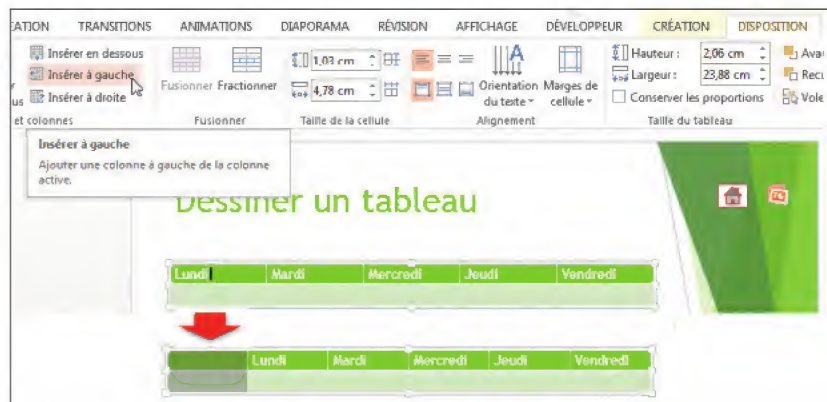 TRANSITIONS ANIMATIONS DIAPORAMA RÉVISION AFFICHAGE DÉVELOPPEUR CRÉATION DISPOSITION
Insérer en dessous
Insérer à gauche
Insérer à droite
et colonnes
Fusionner Fractionner
Fusionner
1,03 cm
4,78 cm
Taille de la cellule
Orientation du texte
Marges de cellule
Alignement
Hauteur : 2,06 cm
Largeur : 23,88 cm
Conserver les proportions
Taille du tableau
Insérer à gauche
Ajouter une colonne à gauche de la colonne
active.
Dessiner un tableau
Lundi Mardi Mercredi Jeudi Vendredi
Lundi Mardi Mercredi Jeudi Vendredi